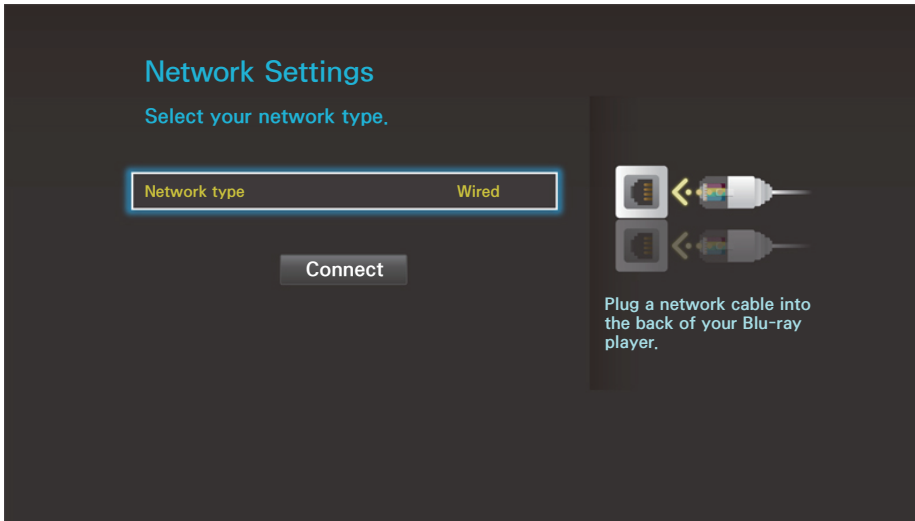 Network Settings
Select your network type.
Network type Wired
Connect
Plug a network cable into
the back of your Blu-ray
player.